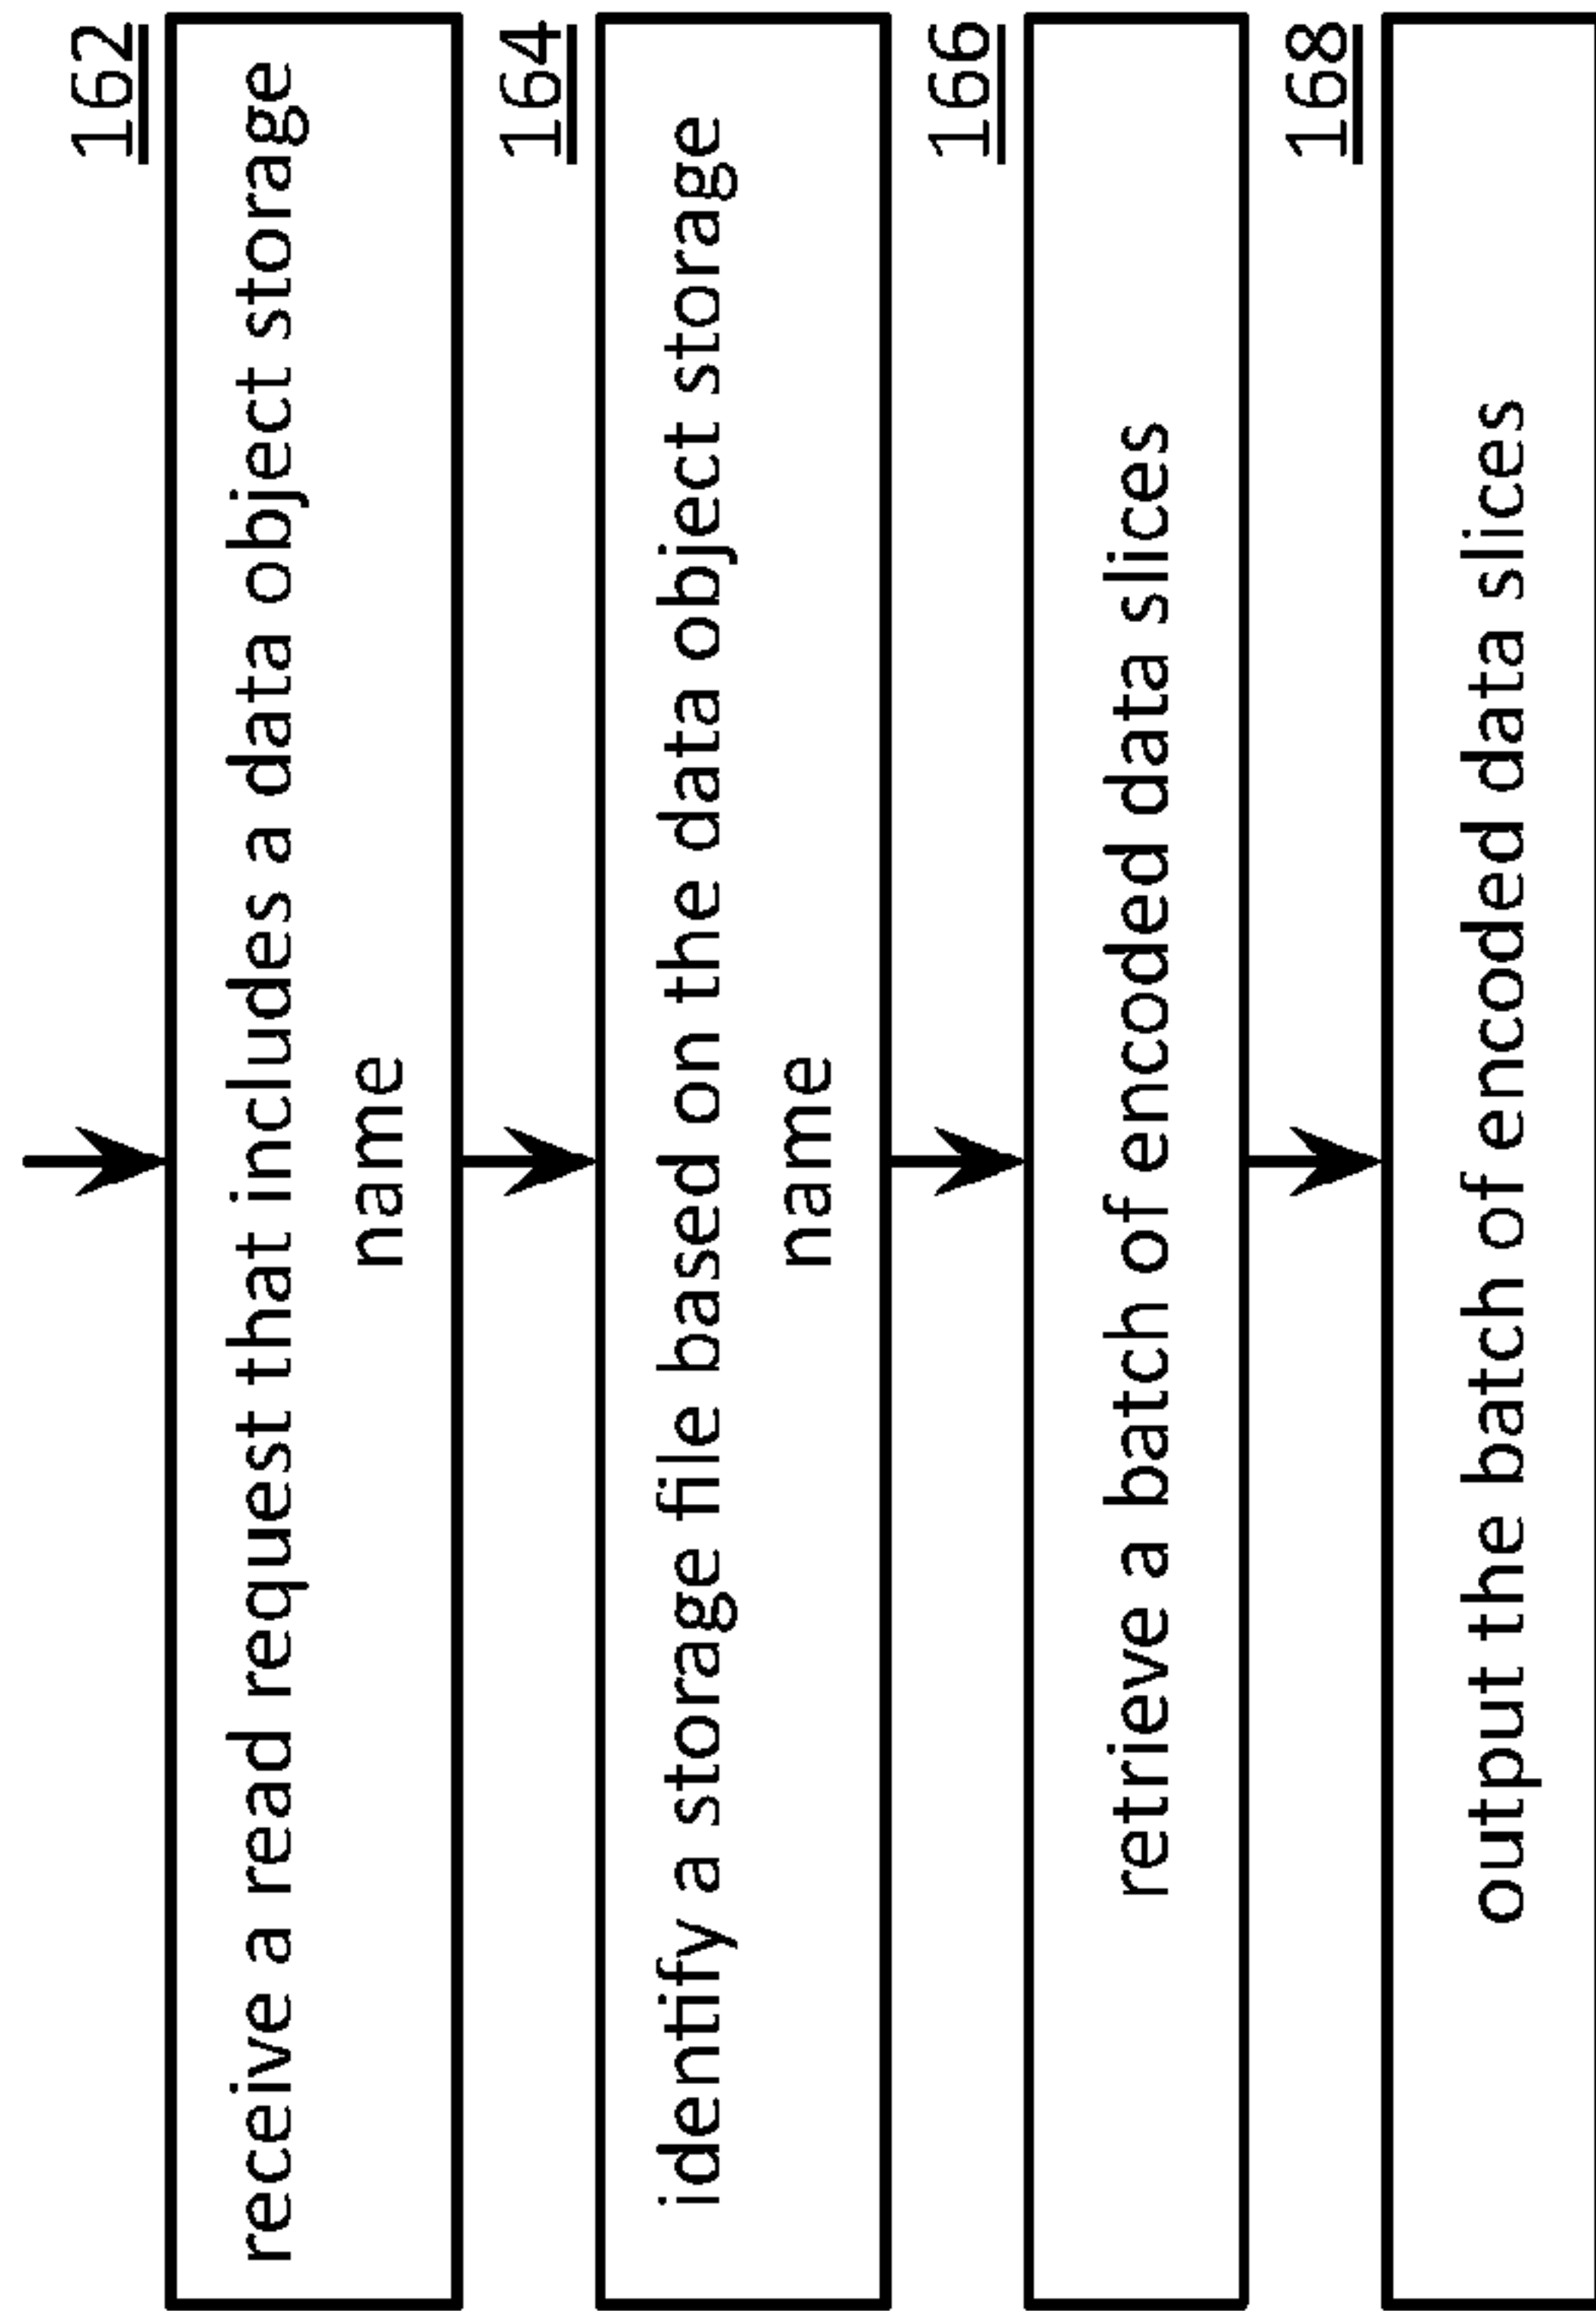 162
receive a read request that includes a data object storage
name
164
identify a storage file based on the data object storage
name
166
retrieve a batch of encoded data slices
168
output the batch of encoded data slices